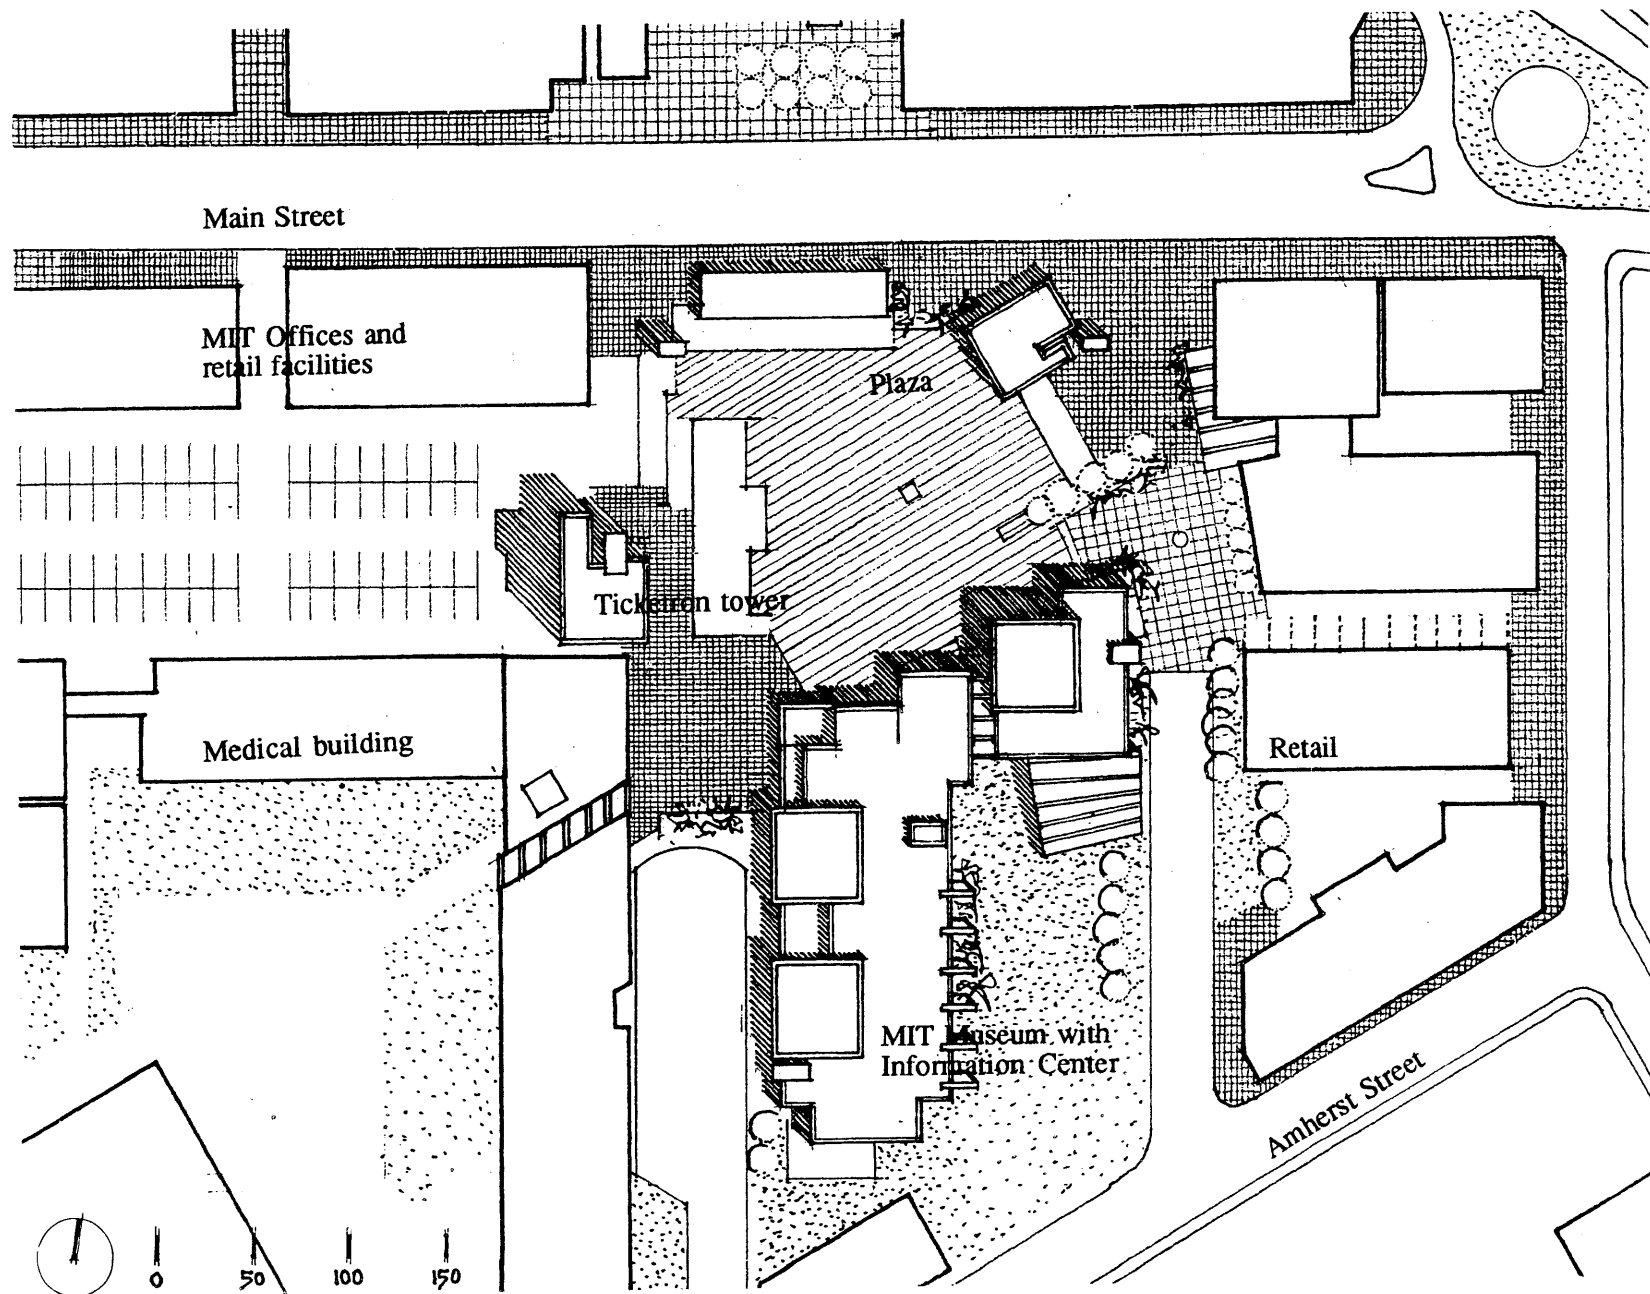 Main Street
MIT Offices and
retail facilities
Plaza
Ticketron tower
Medical building
Retail
MIT Museum with
Information Center
Amherst Street
0 50 100 150